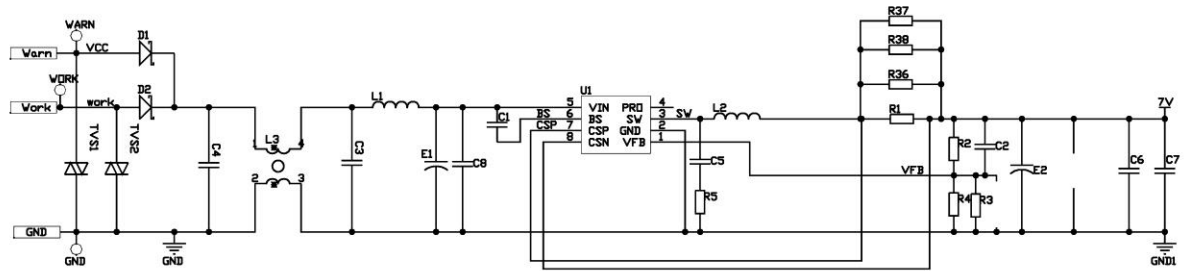 WARN
Warn
VCC
D1
WORK
Work
work
D2
TVS1
TVS2
GND
GND
GND
C4
1
L3
4
2
3
C3
L1
E1
C8
C1
BS
CSP
U1
5
6
7
8
VIN
BS
CSP
CSN
PRO
SW
GND
VFB
4
3
2
1
SW
L2
C5
R5
R37
R38
R36
R1
VFB
R2
C2
R4
R3
E2
C6
7V
C7
GND1